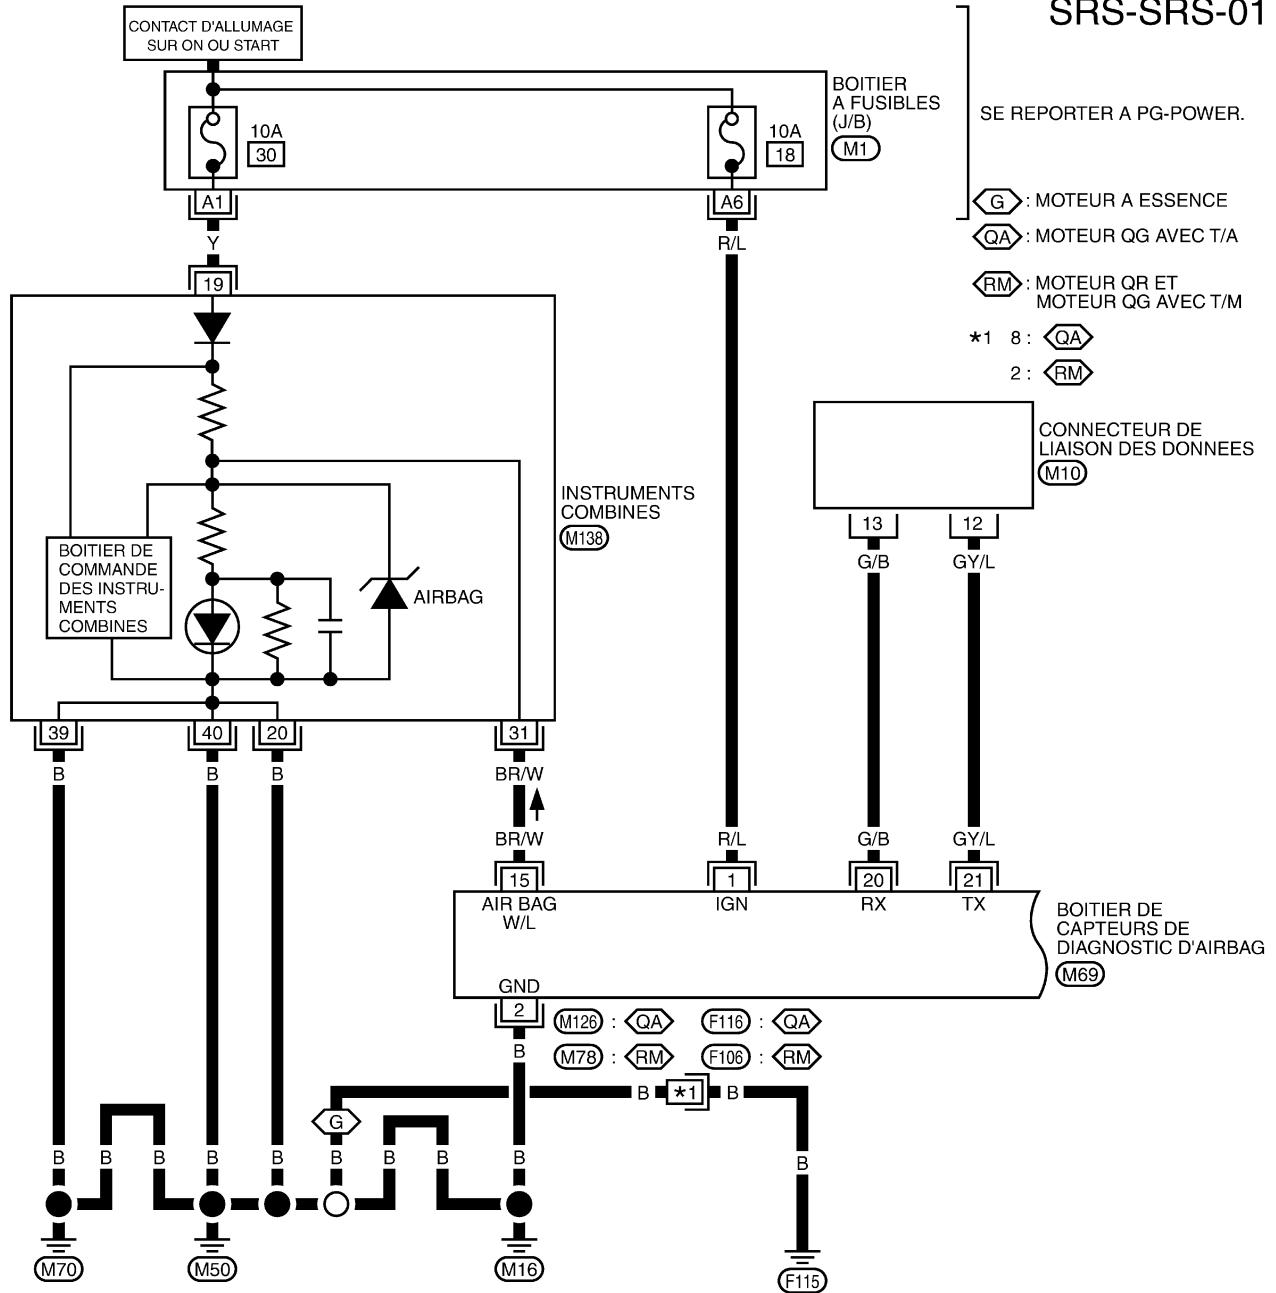 SRS-SRS-01
CONTACT D'ALLUMAGE
SUR ON OU START
BOITIER
A FUSIBLES
(J/B)
M1
10A
30
10A
18
SE REPORTER A PG-POWER.
A1
A6
G : MOTEUR A ESSENCE
QA : MOTEUR QG AVEC T/A
RM : MOTEUR QR ET
MOTEUR QG AVEC T/M
*1 8 : QA
2 : RM
Y
R/L
19
CONNECTEUR DE
LIAISON DES DONNEES
M10
INSTRUMENTS
COMBINES
M138
13
12
G/B
GY/L
BOITIER DE
COMMANDE
DES INSTRU-
MENTS
COMBINES
AIRBAG
39
40
20
31
B
B
B
BR/W
BR/W
R/L
G/B
GY/L
15
1
20
21
AIR BAG
W/L
IGN
RX
TX
BOITIER DE
CAPTEURS DE
DIAGNOSTIC D'AIRBAG
M69
GND
2
M126 : QA
F116 : QA
M78 : RM
F106 : RM
B
B
*1
B
G
B
B
B
B
B
B
B
B
B
B
M70
M50
M16
F115